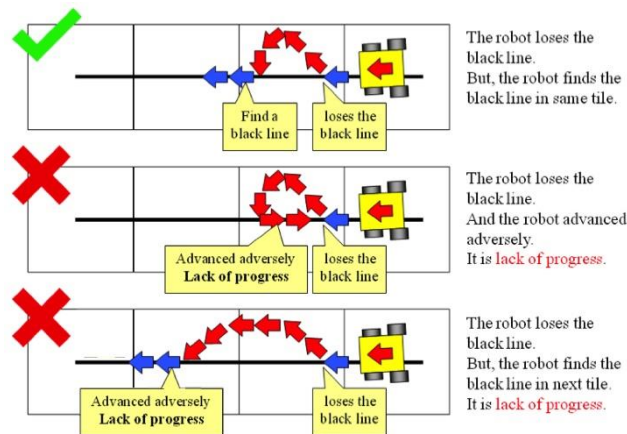 The robot loses the
black line.
But, the robot finds the
black line in same tile.
Find a
black line
loses the
black line
The robot loses the
black line.
And the robot advanced
adversely.
It is lack of progress.
Advanced adversely
Lack of progress
loses the
black line
The robot loses the
black line.
But, the robot finds the
black line in next tile.
It is lack of progress.
Advanced adversely
Lack of progress
loses the
black line